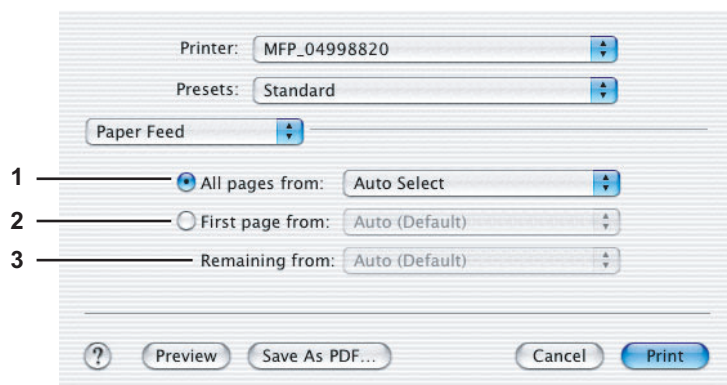 Printer: MFP_04998820
Presets: Standard
Paper Feed
1 All pages from: Auto Select
2 First page from: Auto (Default)
3 Remaining from: Auto (Default)
? Preview Save As PDF... Cancel Print